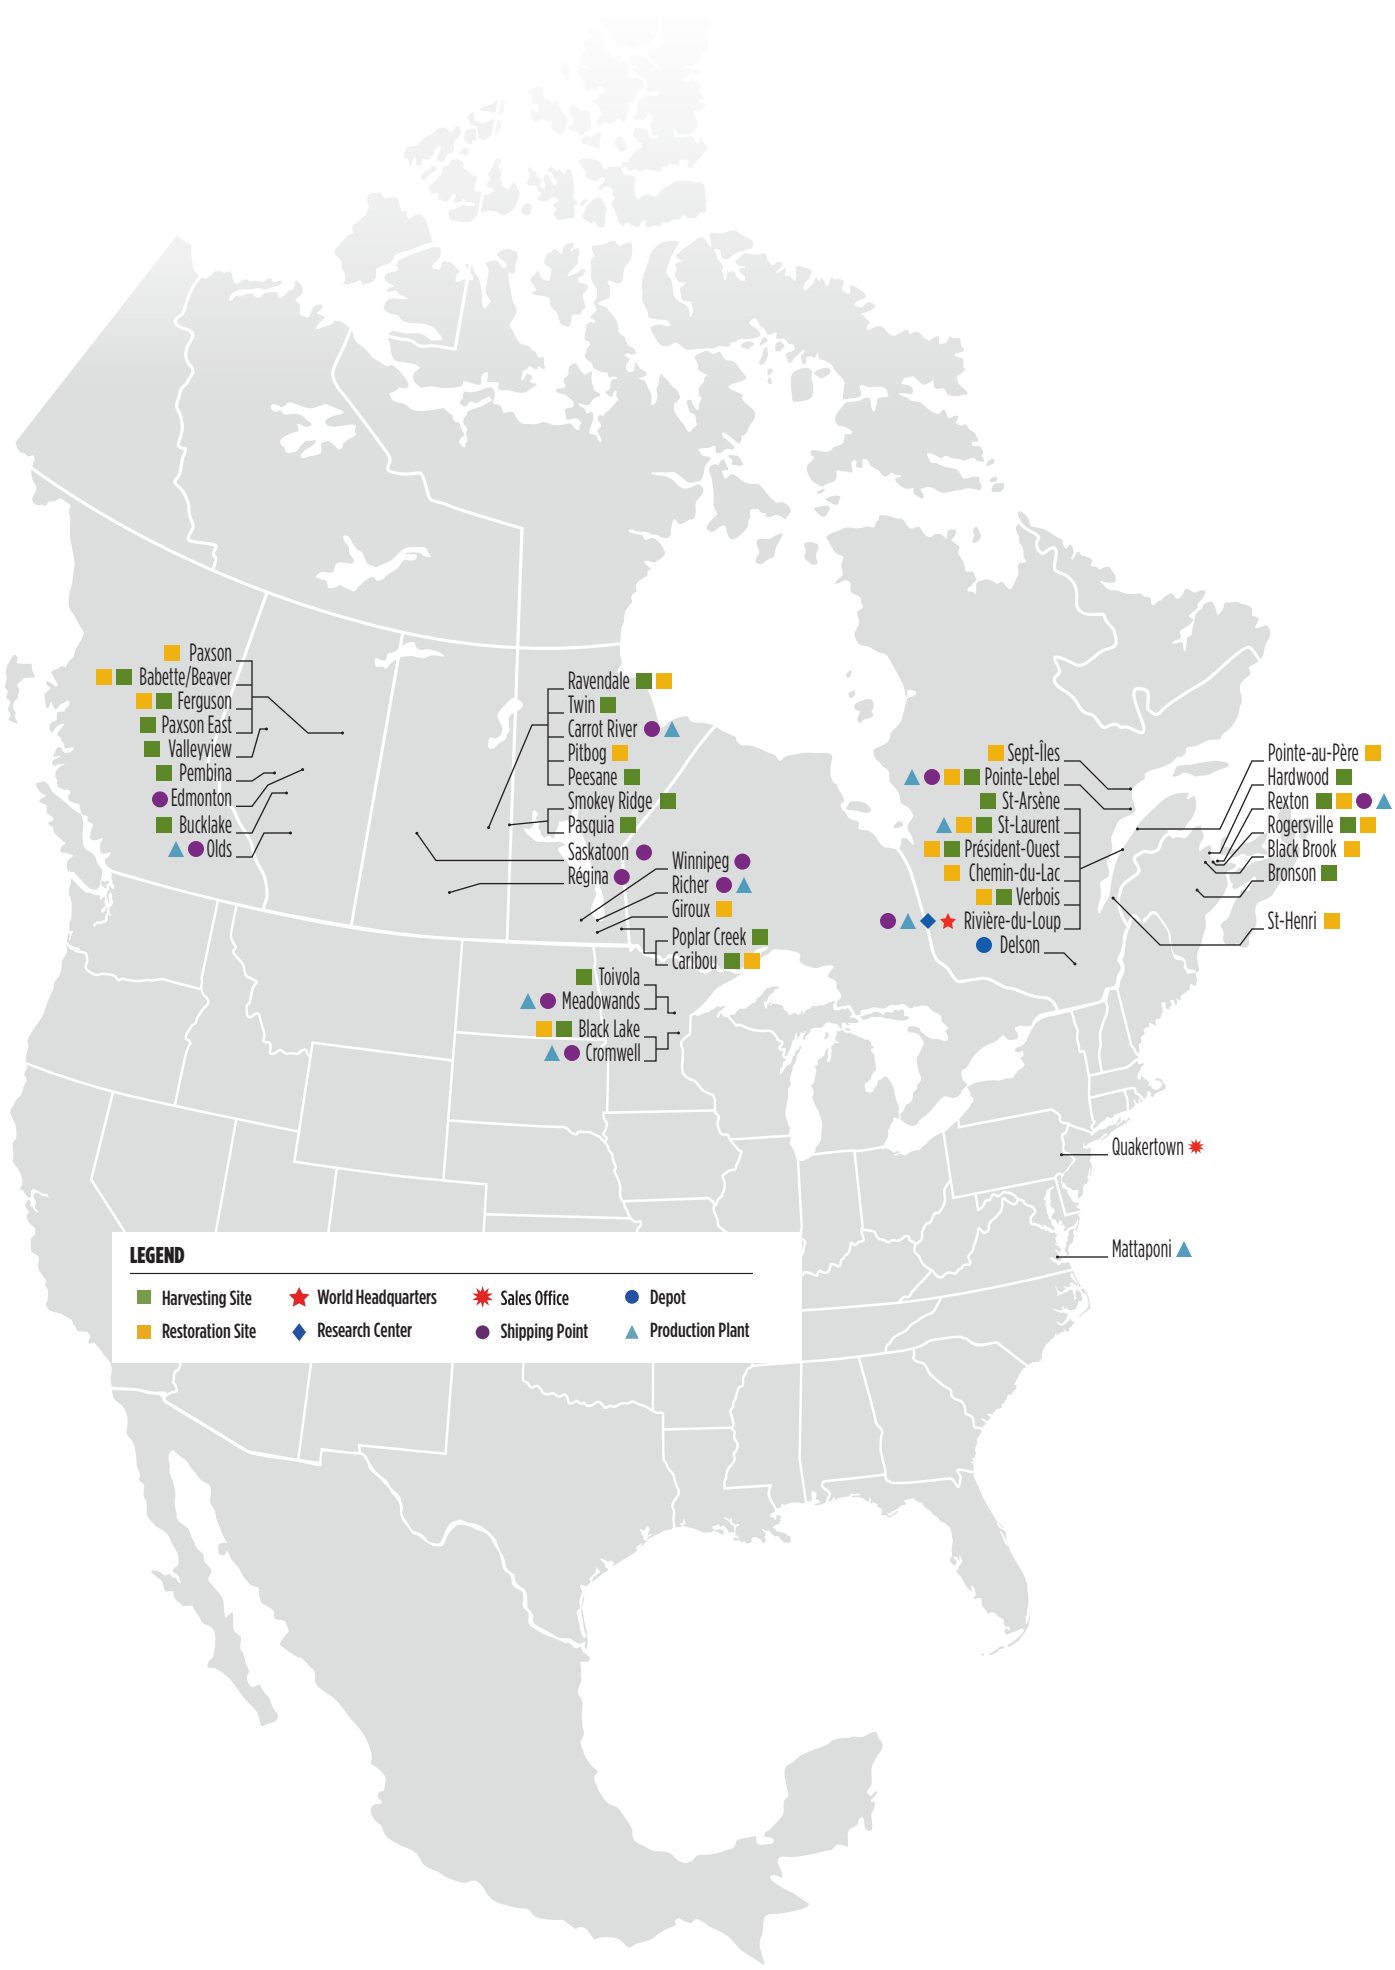 Paxson
Babette/Beaver
Ferguson
Paxson East
Valleyview
Pembina
Edmonton
Bucklake
Olds
Ravendale
Twin
Carrot River
Pitbog
Peesane
Smokey Ridge
Pasquia
Saskatoon
Régina
Winnipeg
Richer
Giroux
Poplar Creek
Caribou
Toivola
Meadowands
Black Lake
Cromwell
Sept-Îles
Pointe-Lebel
St-Arsène
St-Laurent
Président-Ouest
Chemin-du-Lac
Verbois
Rivière-du-Loup
Delson
Pointe-au-Père
Hardwood
Rexton
Rogersville
Black Brook
Bronson
St-Henri
Quakertown
Mattaponi
LEGEND
Harvesting Site
World Headquarters
Sales Office
Depot
Restoration Site
Research Center
Shipping Point
Production Plant